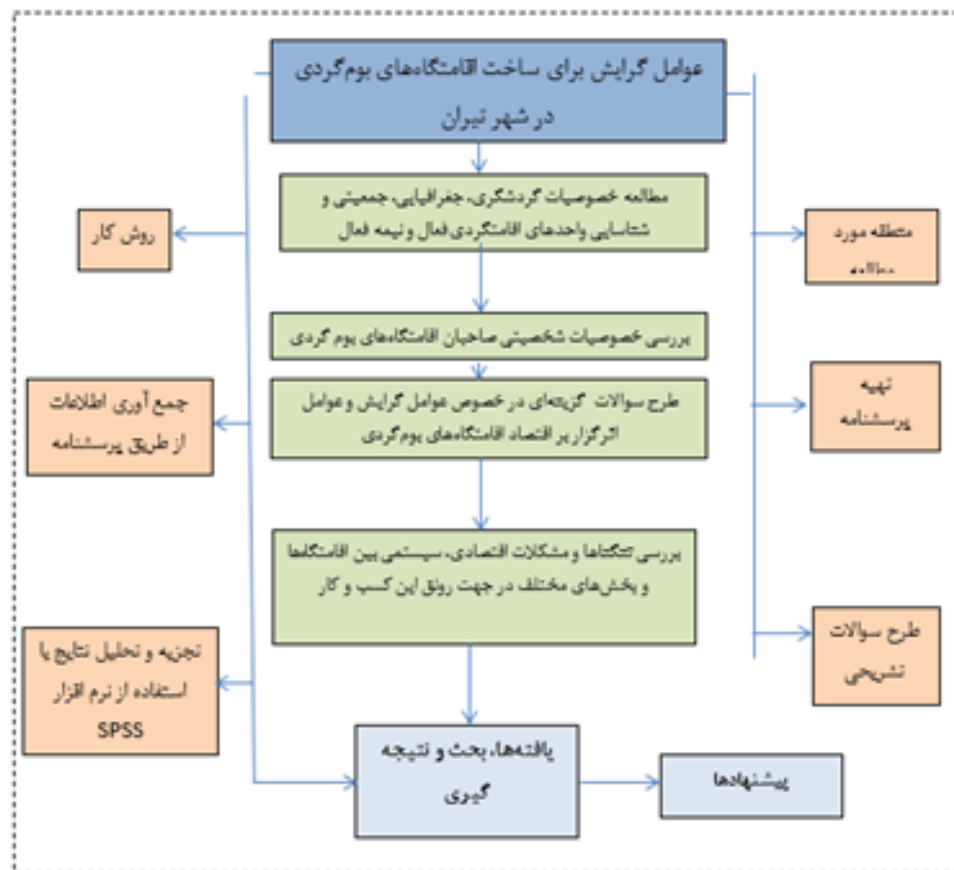 عوامل گرایش برای ساخت اقامتگاه‌های بوم‌گردی
در شهر تیران
مطالعه خصوصیات گردشگری، جغرافیایی، جمعیتی و
شناسایی واحدهای اقامتگردی فعال و نیمه فعال
روش کار
منطقه مورد
مطالعه
بررسی خصوصیات شخصیتی صاحبان اقامتگاه‌های بوم گردی
تهیه
پرسشنامه
طرح سوالات گزینه‌ای در خصوص عوامل گرایش و عوامل
اثرگزار بر اقتصاد اقامتگاه‌های بوم‌گردی
جمع آوری اطلاعات
از طریق پرسشنامه
بررسی تنگناها و مشکلات اقتصادی، سیستمی بین اقامتگاها
و بخش‌های مختلف در جهت رونق این کسب و کار
طرح سوالات
تشریحی
تجزیه و تحلیل نتایج با
استفاده از نرم افزار
SPSS
یافته‌ها، بحث و نتیجه
گیری
پیشنهادها